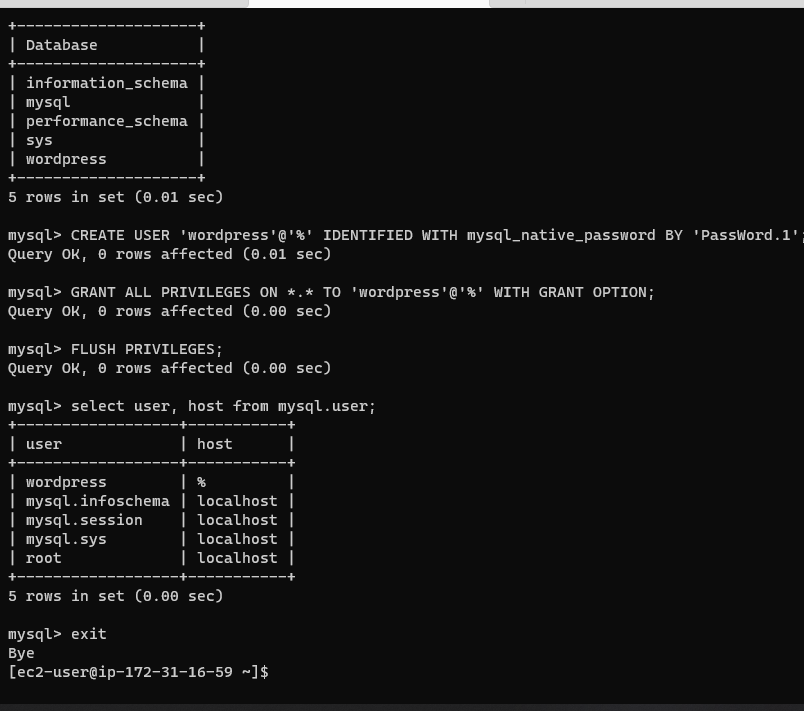 +--------------------+
| Database           |
+--------------------+
| information_schema |
| mysql              |
| performance_schema |
| sys                |
| wordpress          |
+--------------------+
5 rows in set (0.01 sec)
mysql> CREATE USER 'wordpress'@'%' IDENTIFIED WITH mysql_native_password BY 'PassWord.1';
Query OK, 0 rows affected (0.01 sec)
mysql> GRANT ALL PRIVILEGES ON *.* TO 'wordpress'@'%' WITH GRANT OPTION;
Query OK, 0 rows affected (0.00 sec)
mysql> FLUSH PRIVILEGES;
Query OK, 0 rows affected (0.00 sec)
mysql> select user, host from mysql.user;
+------------------+-----------+
| user             | host      |
+------------------+-----------+
| wordpress        | %         |
| mysql.infoschema | localhost |
| mysql.session    | localhost |
| mysql.sys        | localhost |
| root             | localhost |
+------------------+-----------+
5 rows in set (0.00 sec)
mysql> exit
Bye
[ec2-user@ip-172-31-16-59 ~]$